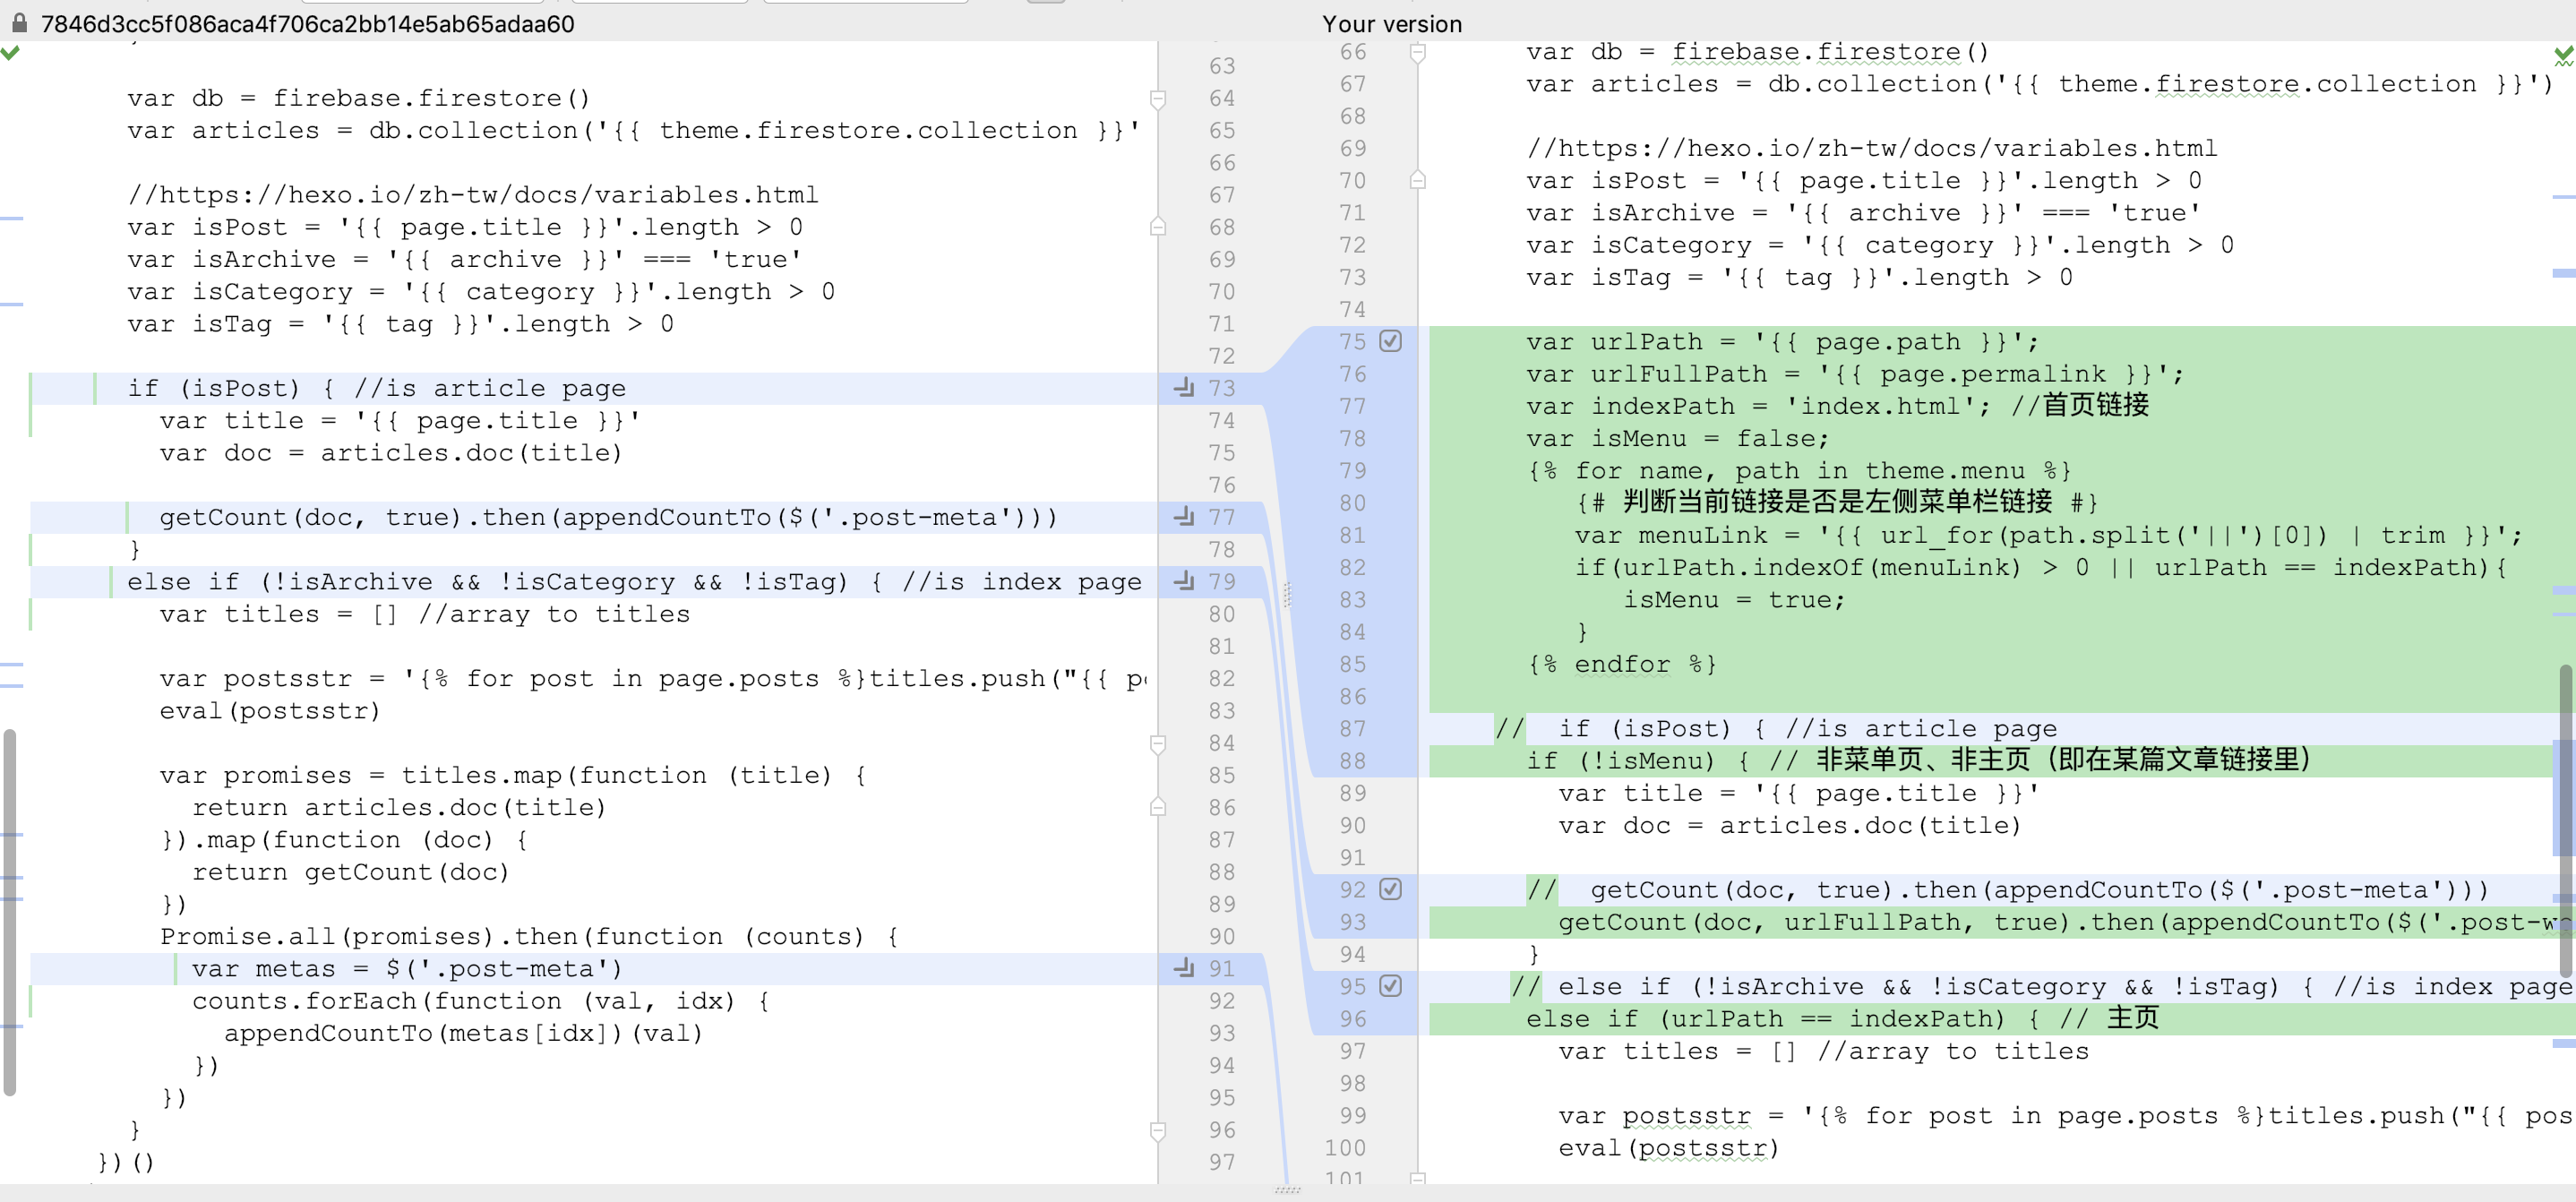 7846d3cc5f086aca4f706ca2bb14e5ab65adaa60
63
64 var db = firebase.firestore()
65 var articles = db.collection('{{ theme.firestore.collection }}'
66
67 //https://hexo.io/zh-tw/docs/variables.html
68 var isPost = '{{ page.title }}'.length > 0
69 var isArchive = '{{ archive }}' === 'true'
70 var isCategory = '{{ category }}'.length > 0
71 var isTag = '{{ tag }}'.length > 0
72
73 if (isPost) { //is article page
74 var title = '{{ page.title }}'
75 var doc = articles.doc(title)
76
77 getCount(doc, true).then(appendCountTo($('.post-meta')))
78 }
79 else if (!isArchive && !isCategory && !isTag) { //is index page
80 var titles = [] //array to titles
81
82 var postsstr = '{% for post in page.posts %}titles.push("{{
83 eval(postsstr)
84
85 var promises = titles.map(function (title) {
86 return articles.doc(title)
87 }).map(function (doc) {
88 return getCount(doc)
89 })
90 Promise.all(promises).then(function (counts) {
91 var metas = $('.post-meta')
92 counts.forEach(function (val, idx) {
93 appendCountTo(metas[idx])(val)
94 })
95 })
96 }
97 })()
Your version
66 var db = firebase.firestore()
67 var articles = db.collection('{{ theme.firestore.collection }}')
68
69 //https://hexo.io/zh-tw/docs/variables.html
70 var isPost = '{{ page.title }}'.length > 0
71 var isArchive = '{{ archive }}' === 'true'
72 var isCategory = '{{ category }}'.length > 0
73 var isTag = '{{ tag }}'.length > 0
74
75 var urlPath = '{{ page.path }}';
76 var urlFullPath = '{{ page.permalink }}';
77 var indexPath = 'index.html'; //首页链接
78 var isMenu = false;
79 {% for name, path in theme.menu %}
80 {# 判断当前链接是否是左侧菜单栏链接 #}
81 var menuLink = '{{ url_for(path.split('||')[0]) | trim }}';
82 if(urlPath.indexOf(menuLink) > 0 || urlPath == indexPath){
83 isMenu = true;
84 }
85 {% endfor %}
86
87 // if (isPost) { //is article page
88 if (!isMenu) { // 非菜单页、非主页（即在某篇文章链接里）
89 var title = '{{ page.title }}'
90 var doc = articles.doc(title)
91
92 // getCount(doc, true).then(appendCountTo($('.post-meta')))
93 getCount(doc, urlFullPath, true).then(appendCountTo($('.post-w
94 }
95 // else if (!isArchive && !isCategory && !isTag) { //is index page
96 else if (urlPath == indexPath) { // 主页
97 var titles = [] //array to titles
98
99 var postsstr = '{% for post in page.posts %}titles.push("{{ pos
100 eval(postsstr)
101